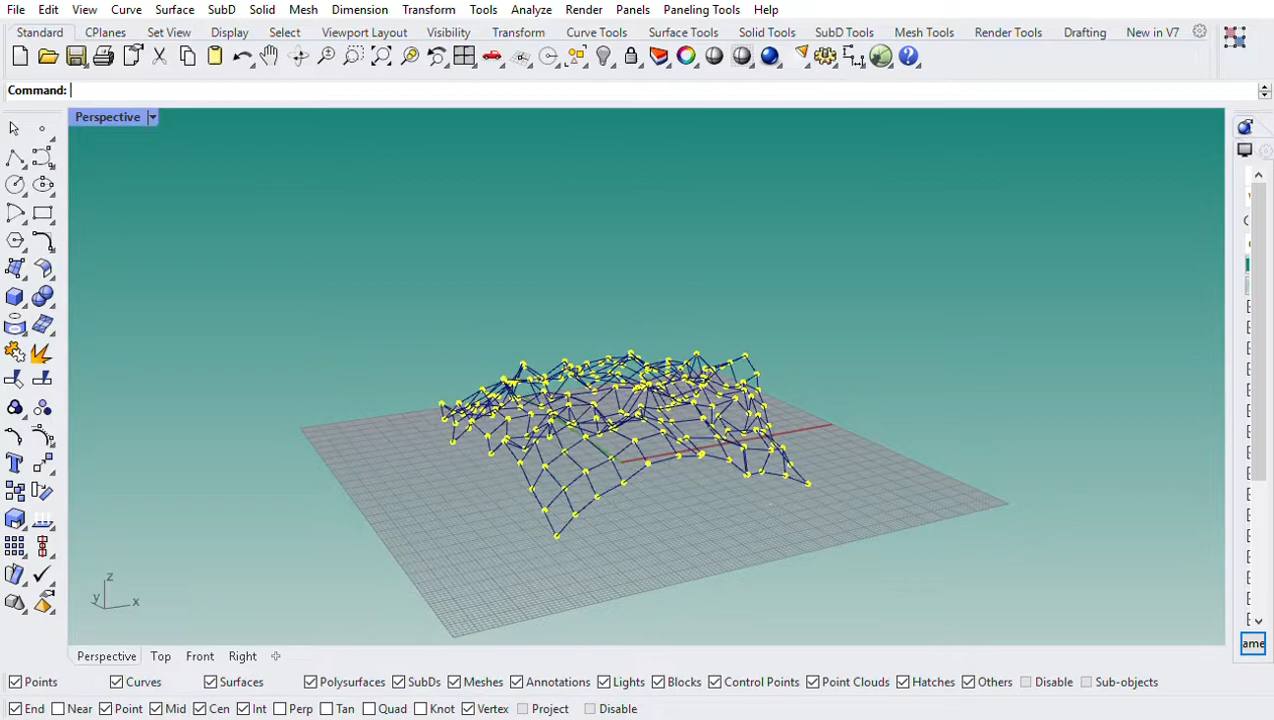 File Edit View Curve Surface SubD Solid Mesh Dimension Transform Tools Analyze Render Panels Paneling Tools Help
Standard CPlanes Set View Display Select Viewport Layout Visibility Transform Curve Tools Surface Tools Solid Tools SubD Tools Mesh Tools Render Tools Drafting New in V7
Command:
Perspective
z
y x
Perspective Top Front Right
Points Curves Surfaces Polysurfaces SubDs Meshes Annotations Lights Blocks Control Points Point Clouds Hatches Others Disable Sub-objects
End Near Point Mid Cen Int Perp Tan Quad Knot Vertex Project Disable